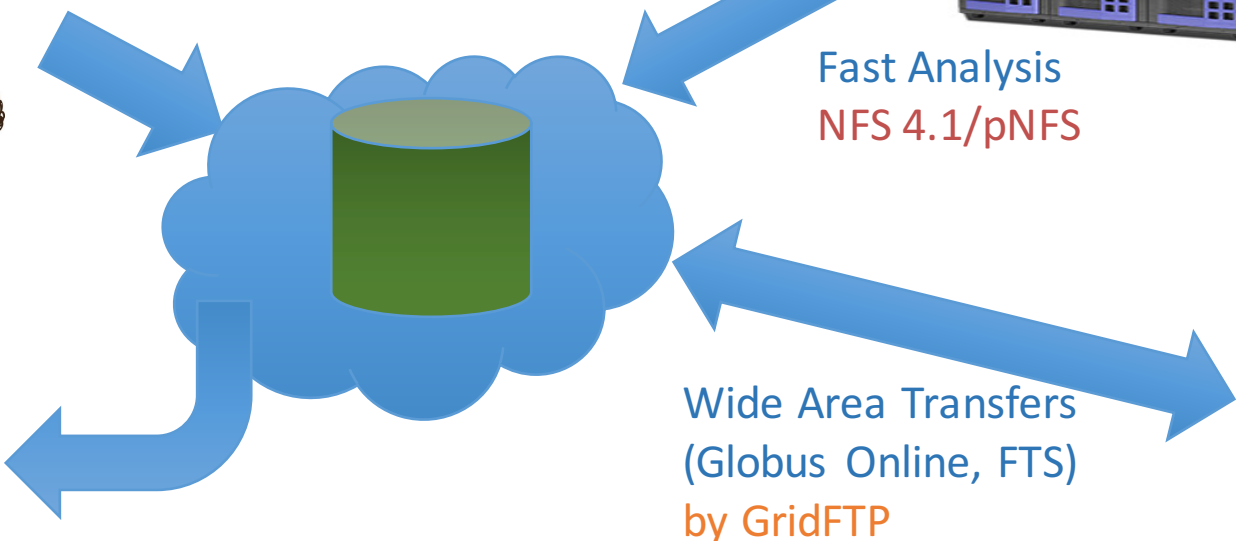 Fast Analysis
NFS 4.1/pNFS
Wide Area Transfers
(Globus Online, FTS)
by GridFTP